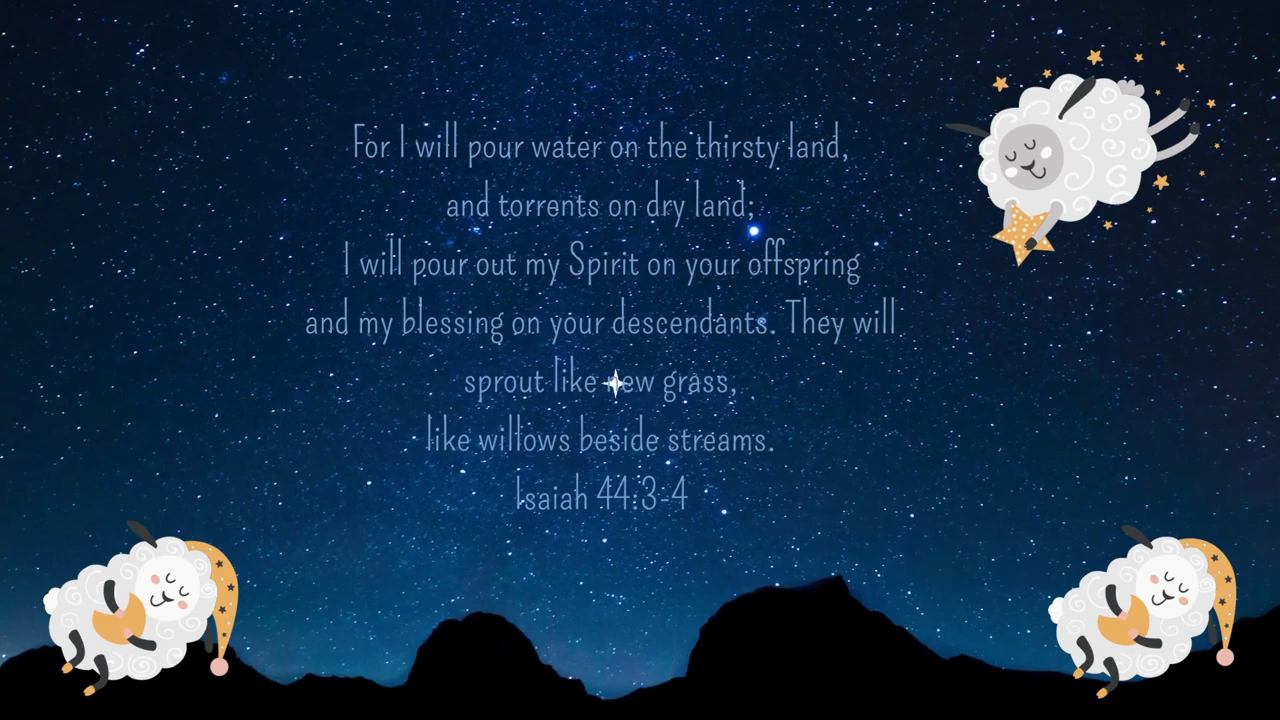 For I will pour water on the thirsty land,
and torrents on dry land;
I will pour out my Spirit on your offspring
and my blessing on your descendants. They will
sprout like new grass,
like willows beside streams.
Isaiah 44:3-4